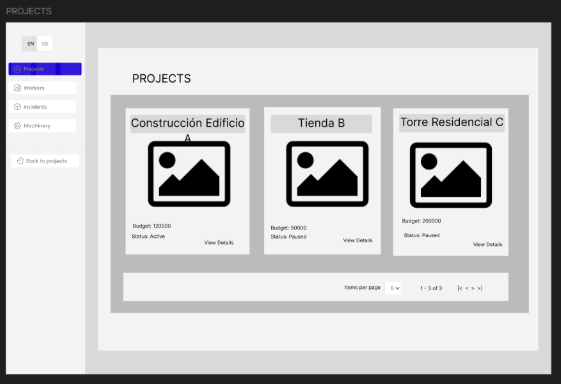 PROJECTS
EN ES
Projects
Workers
Incidents
Machinery
Back to projects
PROJECTS
Construcción Edificio
A
Budget: 120000
Status: Active
View Details
Tienda B
Budget: 50000
Status: Paused
View Details
Torre Residencial C
Budget: 200000
Status: Paused
View Details
Items per page
1 - 3 of 3 |< < > >|